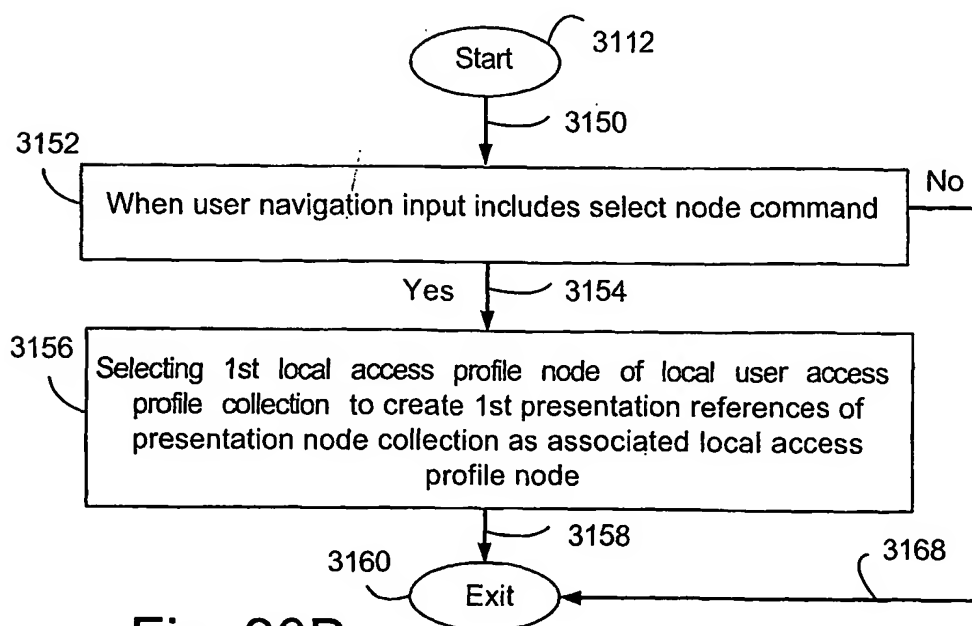 Start
3112
3150
3152
When user navigation input includes select node command
No
Yes
3154
3156
Selecting 1st local access profile node of local user access
profile collection to create 1st presentation references of
presentation node collection as associated local access
profile node
3158
3160
Exit
3168